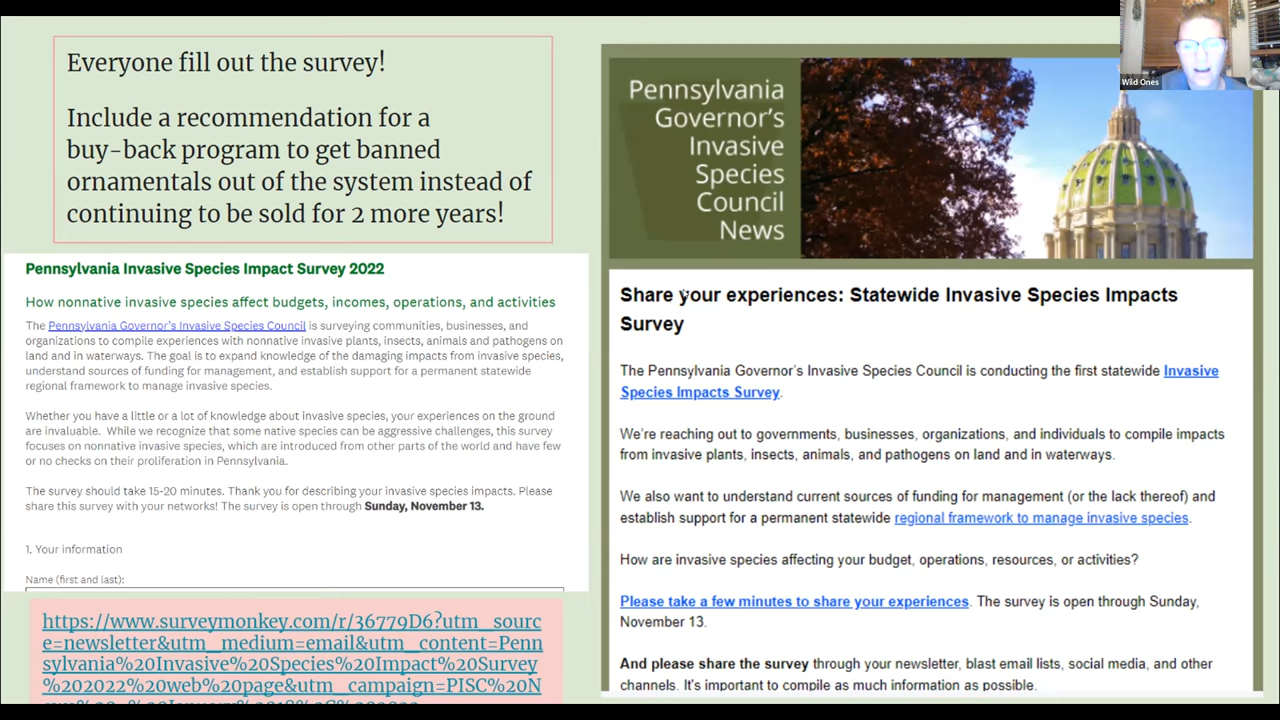 Everyone fill out the survey!
Include a recommendation for a
buy-back program to get banned
ornamentals out of the system instead of
continuing to be sold for 2 more years!
Pennsylvania Invasive Species Impact Survey 2022
How nonnative invasive species affect budgets, incomes, operations, and activities
The Pennsylvania Governor's Invasive Species Council is surveying communities, businesses, and
organizations to compile experiences with nonnative invasive plants, insects, animals and pathogens on
land and in waterways. The goal is to expand knowledge of the damaging impacts from invasive species,
understand sources of funding for management, and establish support for a permanent statewide
regional framework to manage invasive species.
Whether you have a little or a lot of knowledge about invasive species, your experiences on the ground
are invaluable. While we recognize that some native species can be aggressive challenges, this survey
focuses on nonnative invasive species, which are introduced from other parts of the world and have few
or no checks on their proliferation in Pennsylvania.
The survey should take 15-20 minutes. Thank you for describing your invasive species impacts. Please
share this survey with your networks! The survey is open through Sunday, November 13.
1. Your information
Name (first and last):
https://www.surveymonkey.com/r/36779D6?utm_sourc
e=newsletter&utm_medium=email&utm_content=Penn
sylvania%20Invasive%20Species%20Impact%20Survey
%202022%20web%20page&utm_campaign=PISC%20N
Pennsylvania
Governor's
Invasive
Species
Council
News
Wild Ones
Share your experiences: Statewide Invasive Species Impacts
Survey
The Pennsylvania Governor's Invasive Species Council is conducting the first statewide Invasive
Species Impacts Survey.
We're reaching out to governments, businesses, organizations, and individuals to compile impacts
from invasive plants, insects, animals, and pathogens on land and in waterways.
We also want to understand current sources of funding for management (or the lack thereof) and
establish support for a permanent statewide regional framework to manage invasive species.
How are invasive species affecting your budget, operations, resources, or activities?
Please take a few minutes to share your experiences. The survey is open through Sunday,
November 13.
And please share the survey through your newsletter, blast email lists, social media, and other
channels. It's important to compile as much information as possible.